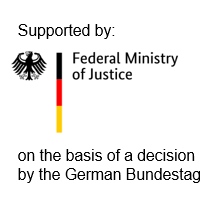 Supported by:
Federal Ministry
of Justice
on the basis of a decision
by the German Bundestag